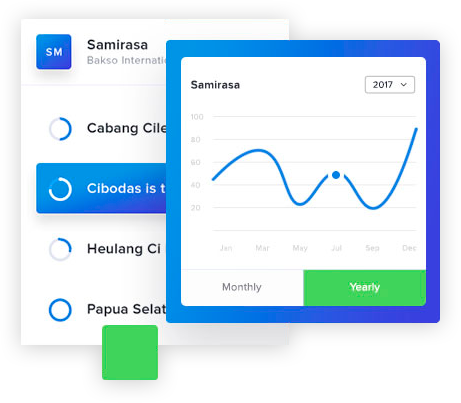 SM
Samirasa
Bakso Internatio
Cabang Cile
Cibodas is t
Heulang Ci
Papua Selat
Samirasa
2017
100
80
60
40
20
Jan Mar May Jul Sep Dec
Monthly Yearly